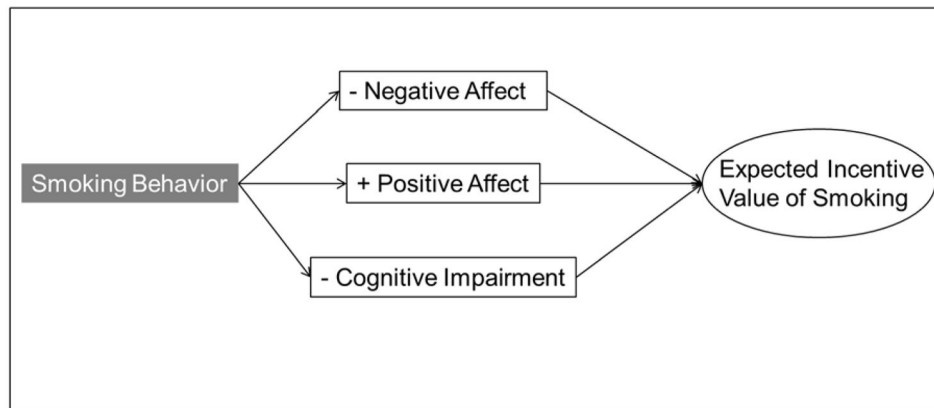 - Negative Affect
Smoking Behavior
+ Positive Affect
Expected Incentive
Value of Smoking
- Cognitive Impairment